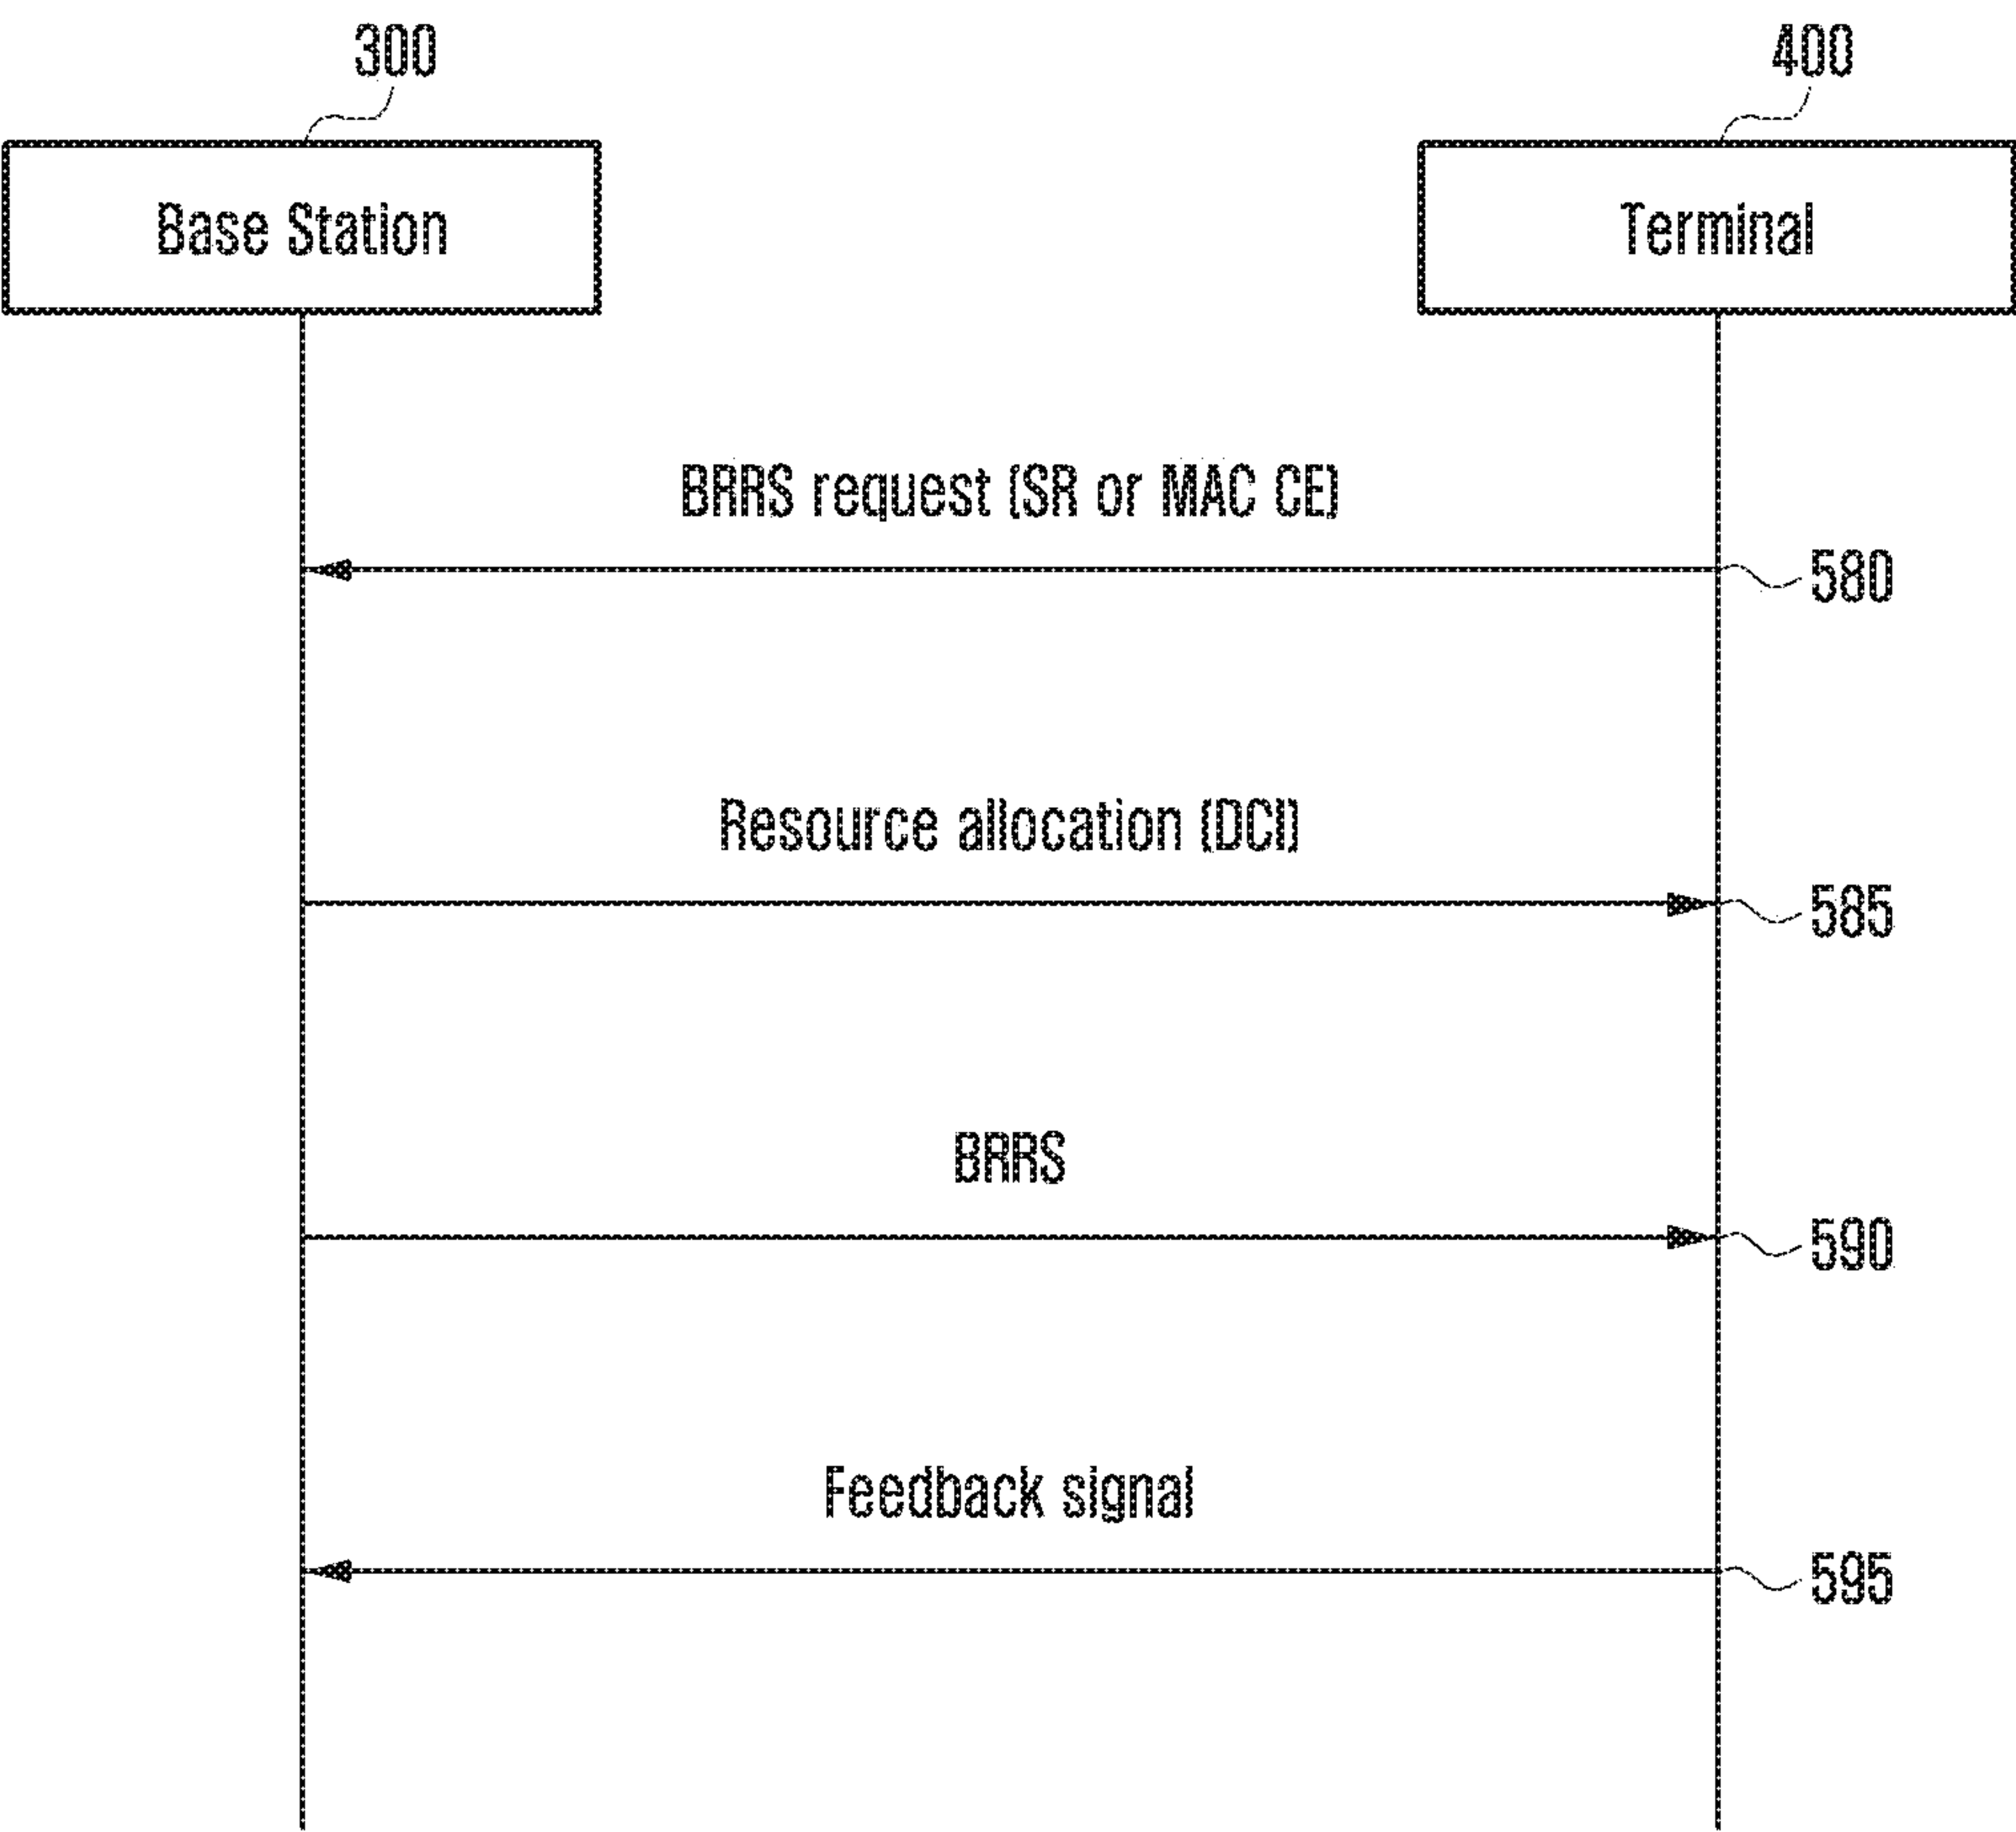 300
400
Base Station
Terminal
BRRS request (SR or MAC CE)
580
Resource allocation (DCI)
585
BRRS
590
Feedback signal
595